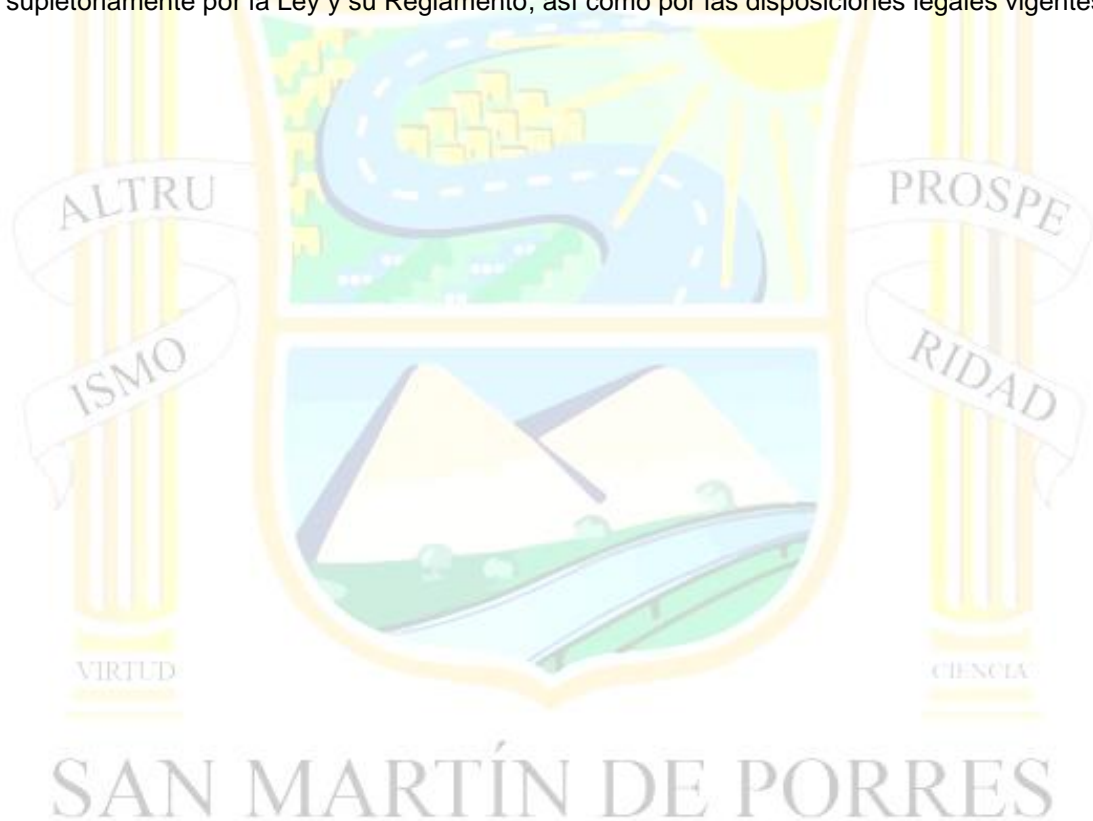 supletoriamente por la Ley y su Reglamento, así como por las disposiciones legales vigentes
ALTRU
ISMO
PROSPE
RIDAD
VIRTUD
CIENCIA
SAN MARTÍN DE PORRES